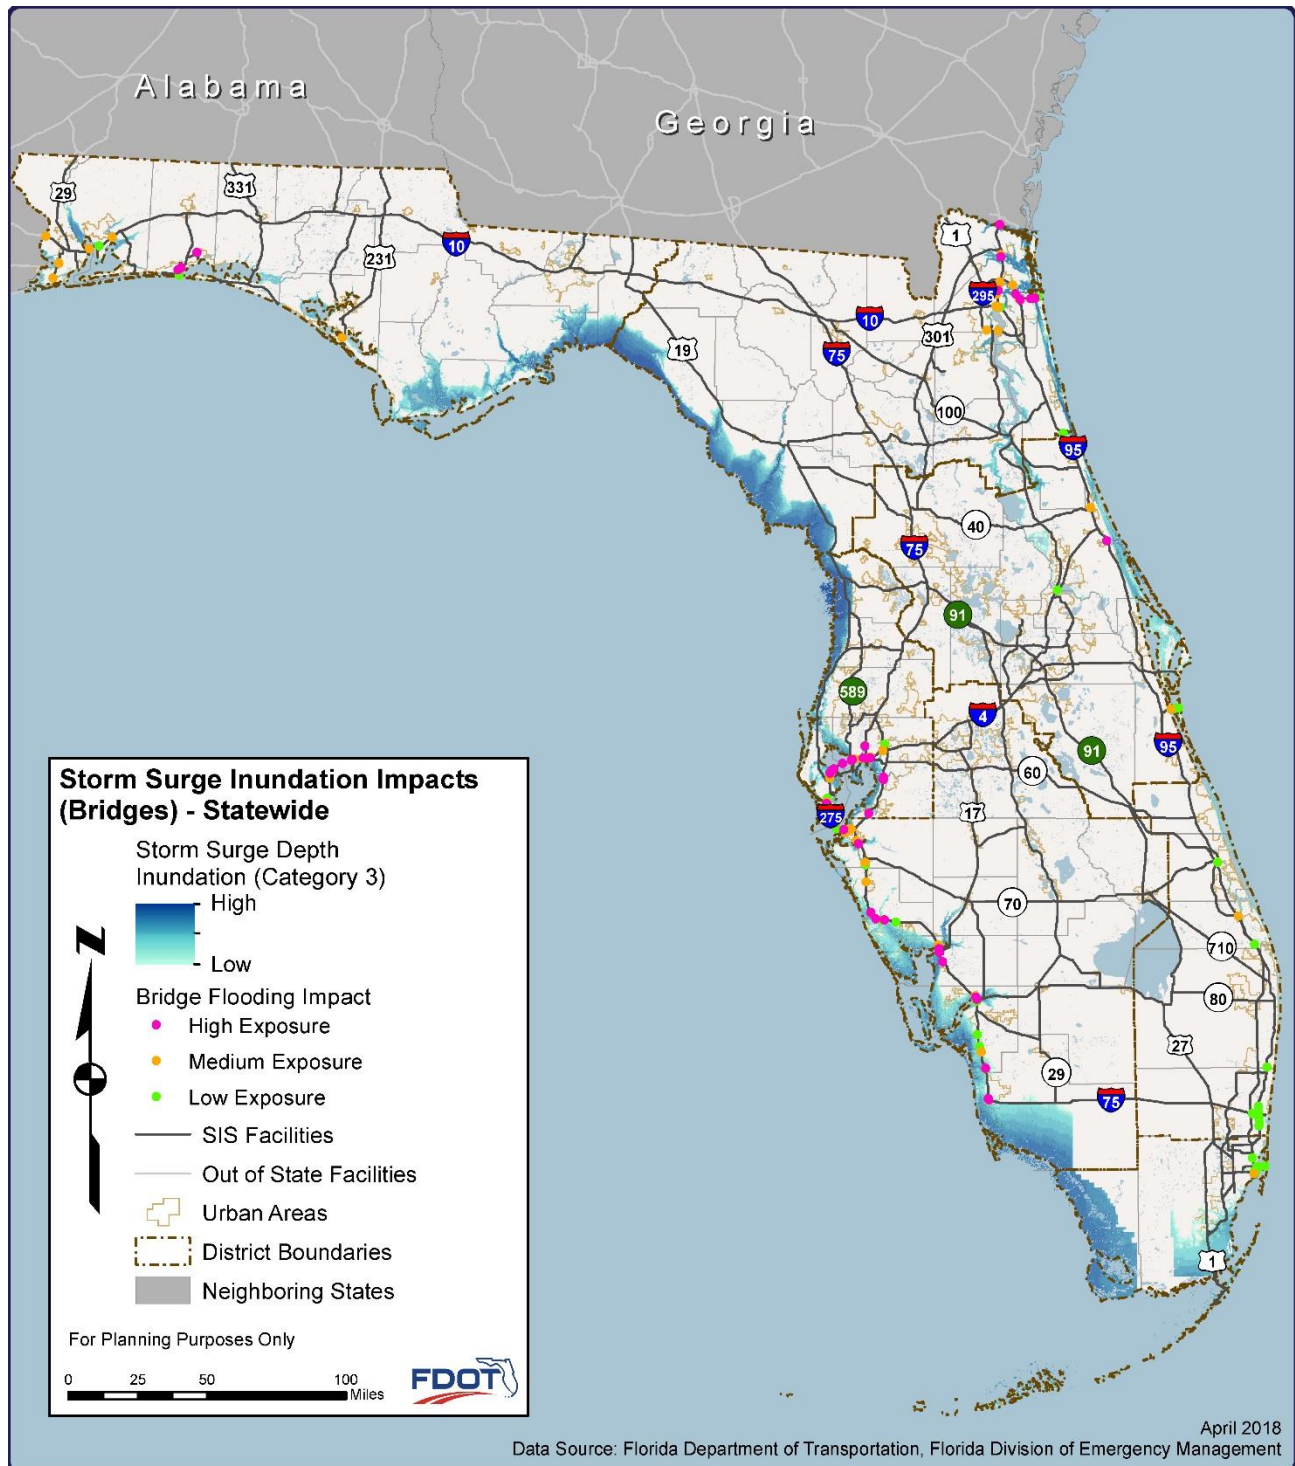 Alabama
Georgia
29
331
1
231
10
295
10
301
19
75
100
95
40
75
91
589
4
91
95
60
275
17
70
710
80
27
29
75
1
Storm Surge Inundation Impacts
(Bridges) - Statewide
Storm Surge Depth
Inundation (Category 3)
High
Low
Bridge Flooding Impact
High Exposure
Medium Exposure
Low Exposure
SIS Facilities
Out of State Facilities
Urban Areas
District Boundaries
Neighboring States
For Planning Purposes Only
0 25 50 100
Miles
FDOT
N
April 2018
Data Source: Florida Department of Transportation, Florida Division of Emergency Management